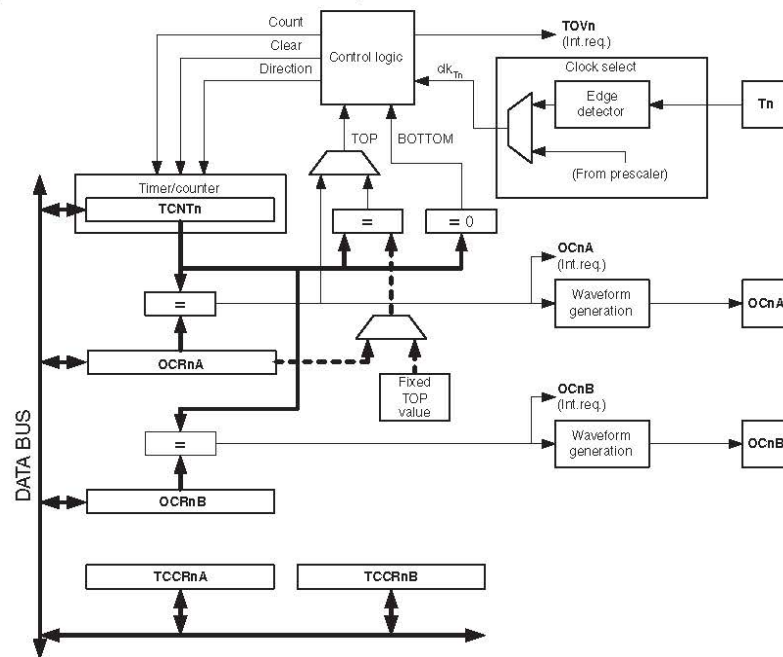 Count
Clear
Direction
Control logic
TOVn
(Int.req.)
clkTn
Clock select
Edge
detector
Tn
(From prescaler)
TOP
BOTTOM
Timer/counter
TCNTn
=
= 0
=
OCnA
(Int.req.)
Waveform
generation
OCnA
OCRnA
Fixed
TOP
value
OCnB
(Int.req.)
=
Waveform
generation
OCnB
OCRnB
DATA BUS
TCCRnA
TCCRnB